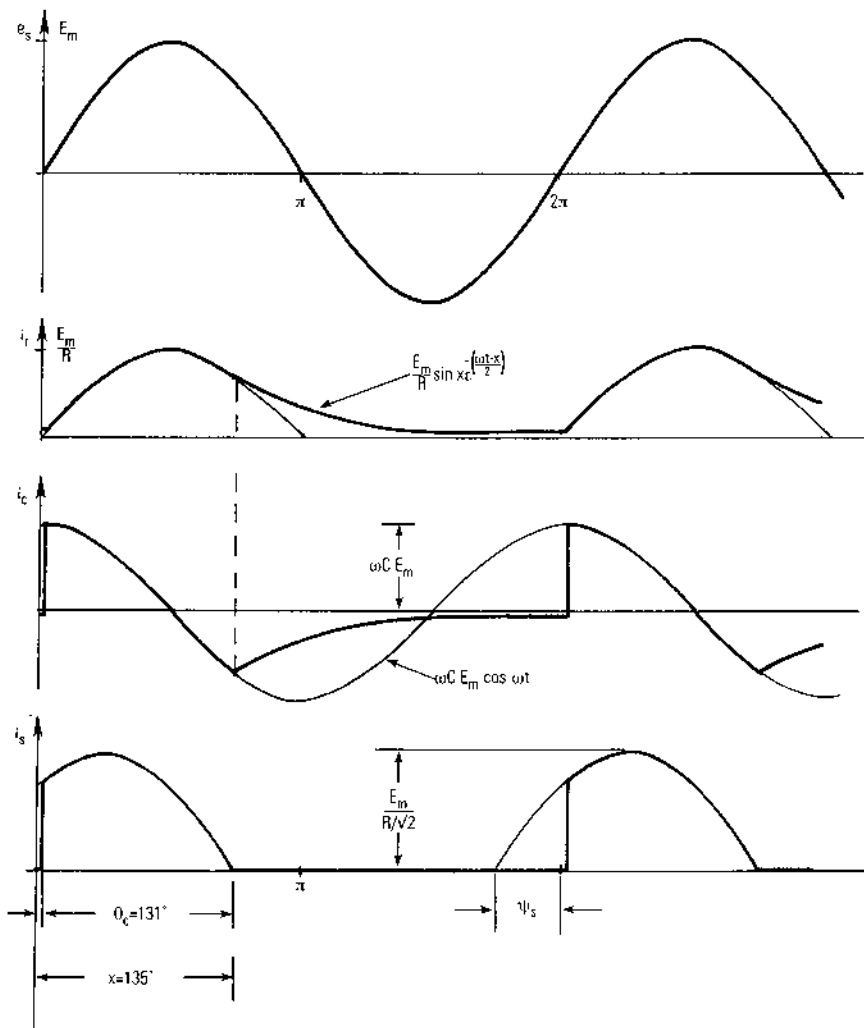 e_s E_m
π
2π
i_r E_m/R
E_m/R sin xε^-((ωt-x)/2)
i_c
ωC E_m
ωC E_m cos ωt
i_s
E_m/(R/√2)
π
θ_c=131°
ψ_s
x=135°